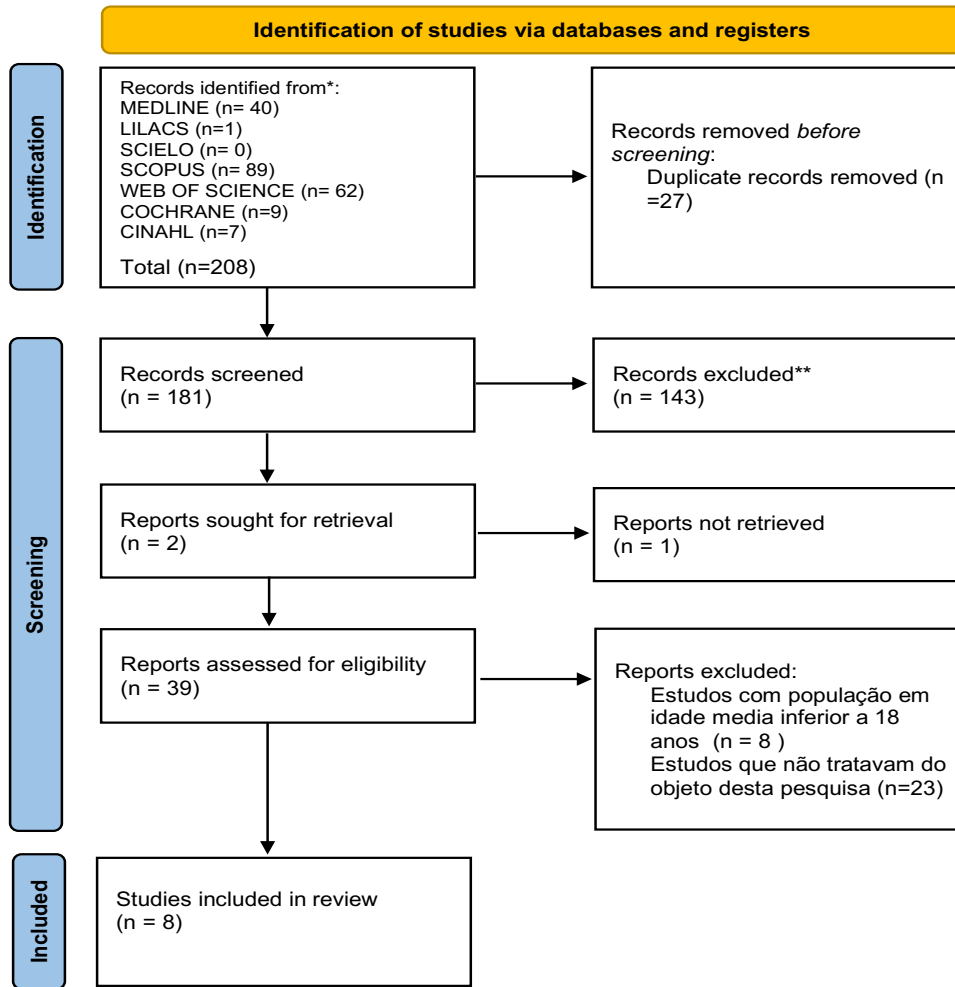 Identification of studies via databases and registers
Identification
Records identified from*:
MEDLINE (n= 40)
LILACS (n=1)
SCIELO (n= 0)
SCOPUS (n= 89)
WEB OF SCIENCE (n= 62)
COCHRANE (n=9)
CINAHL (n=7)
Total (n=208)
Records removed before
screening:
Duplicate records removed (n
=27)
Screening
Records screened
(n = 181)
Records excluded**
(n = 143)
Reports sought for retrieval
(n = 2)
Reports not retrieved
(n = 1)
Reports assessed for eligibility
(n = 39)
Reports excluded:
Estudos com população em
idade media inferior a 18
anos (n = 8 )
Estudos que não tratavam do
objeto desta pesquisa (n=23)
Included
Studies included in review
(n = 8)